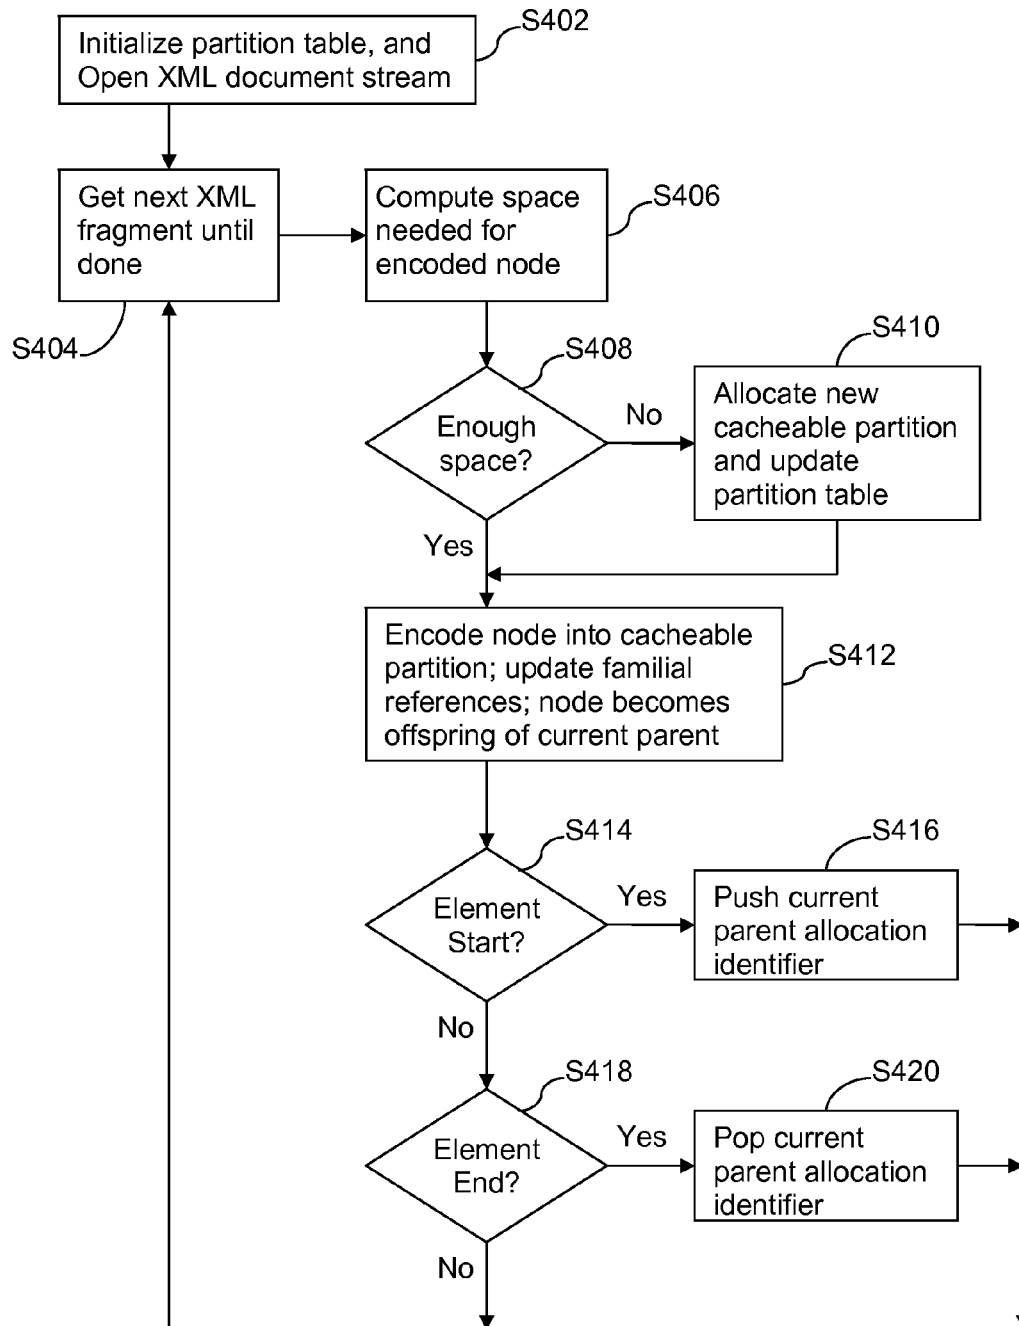 S402
Initialize partition table, and
Open XML document stream
Get next XML
fragment until
done
S404
Compute space
needed for
encoded node
S406
S408
Enough
space?
No
Yes
S410
Allocate new
cacheable partition
and update
partition table
Encode node into cacheable
partition; update familial
references; node becomes
offspring of current parent
S412
S414
Element
Start?
Yes
No
S416
Push current
parent allocation
identifier
S418
Element
End?
Yes
No
S420
Pop current
parent allocation
identifier